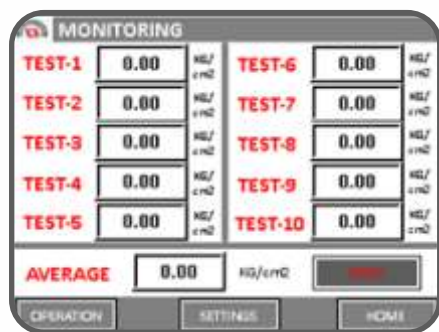 MONITORING
TEST-1 0.00 KG/cm2
TEST-2 0.00 KG/cm2
TEST-3 0.00 KG/cm2
TEST-4 0.00 KG/cm2
TEST-5 0.00 KG/cm2
TEST-6 0.00 KG/cm2
TEST-7 0.00 KG/cm2
TEST-8 0.00 KG/cm2
TEST-9 0.00 KG/cm2
TEST-10 0.00 KG/cm2
AVERAGE 0.00 KG/cm2
OPERATION SETTINGS HOME